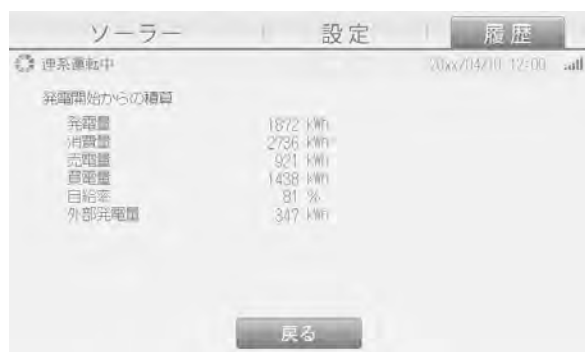 ソーラー 設定 履歴
連系運転中 20xx/04/10 12:00
発電開始からの積算
発電量 1872 kWh
消費量 2736 kWh
売電量 921 kWh
買電量 1438 kWh
自給率 81 %
外部発電量 347 kWh
戻る